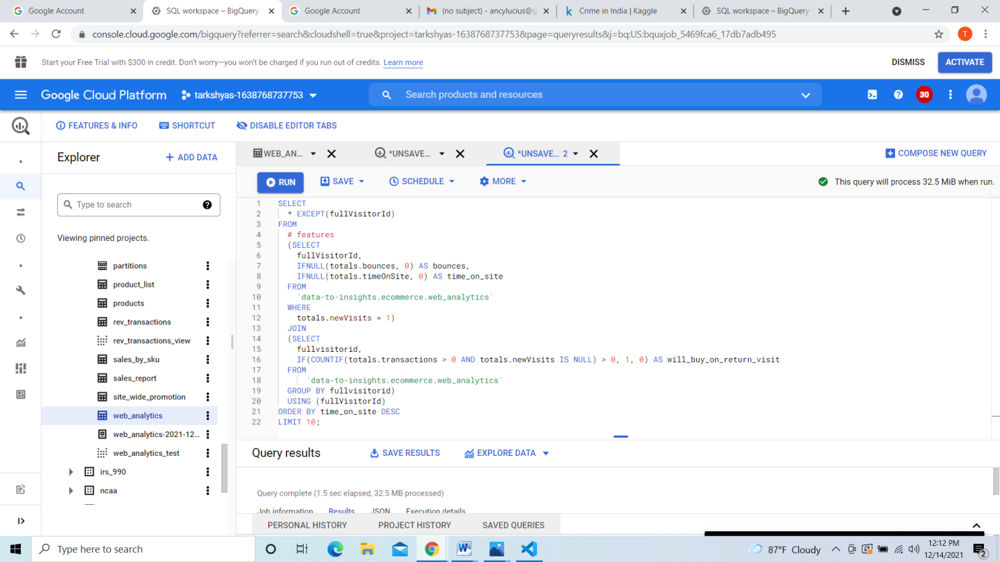 Google Account
SQL workspace – BigQuery
Google Account
(no subject) - ancylucius@g
Crime in India | Kaggle
SQL workspace – BigQuery
console.cloud.google.com/bigquery?referrer=search&cloudshell=true&project=tarkshyas-1638768737753&page=queryresults&j=bq:US:bquxjob_5469fca6_17db7adb495
T
Start your Free Trial with $300 in credit. Don't worry—you won't be charged if you run out of credits. Learn more
DISMISS
ACTIVATE
Google Cloud Platform
tarkshyas-1638768737753
Search products and resources
30
FEATURES & INFO
SHORTCUT
DISABLE EDITOR TABS
Explorer
+ ADD DATA
WEB_AN...
*UNSAVE...
*UNSAVE... 2
COMPOSE NEW QUERY
RUN
SAVE
SCHEDULE
MORE
This query will process 32.5 MiB when run.
Type to search
Viewing pinned projects.
partitions
product_list
products
rev_transactions
rev_transactions_view
sales_by_sku
sales_report
site_wide_promotion
web_analytics
web_analytics-2021-12...
web_analytics_test
irs_990
ncaa
1 SELECT
2 * EXCEPT(fullVisitorId)
3 FROM
4 # features
5 (SELECT
6 fullVisitorId,
7 IFNULL(totals.bounces, 0) AS bounces,
8 IFNULL(totals.timeOnSite, 0) AS time_on_site
9 FROM
10 `data-to-insights.ecommerce.web_analytics`
11 WHERE
12 totals.newVisits = 1)
13 JOIN
14 (SELECT
15 fullvisitorid,
16 IF(COUNTIF(totals.transactions > 0 AND totals.newVisits IS NULL) > 0, 1, 0) AS will_buy_on_return_visit
17 FROM
18 `data-to-insights.ecommerce.web_analytics`
19 GROUP BY fullvisitorid)
20 USING (fullVisitorId)
21 ORDER BY time_on_site DESC
22 LIMIT 10;
Query results
SAVE RESULTS
EXPLORE DATA
Query complete (1.5 sec elapsed, 32.5 MB processed)
Job information
Results
JSON
Execution details
PERSONAL HISTORY
PROJECT HISTORY
SAVED QUERIES
Type here to search
87°F Cloudy
12:12 PM
12/14/2021
2